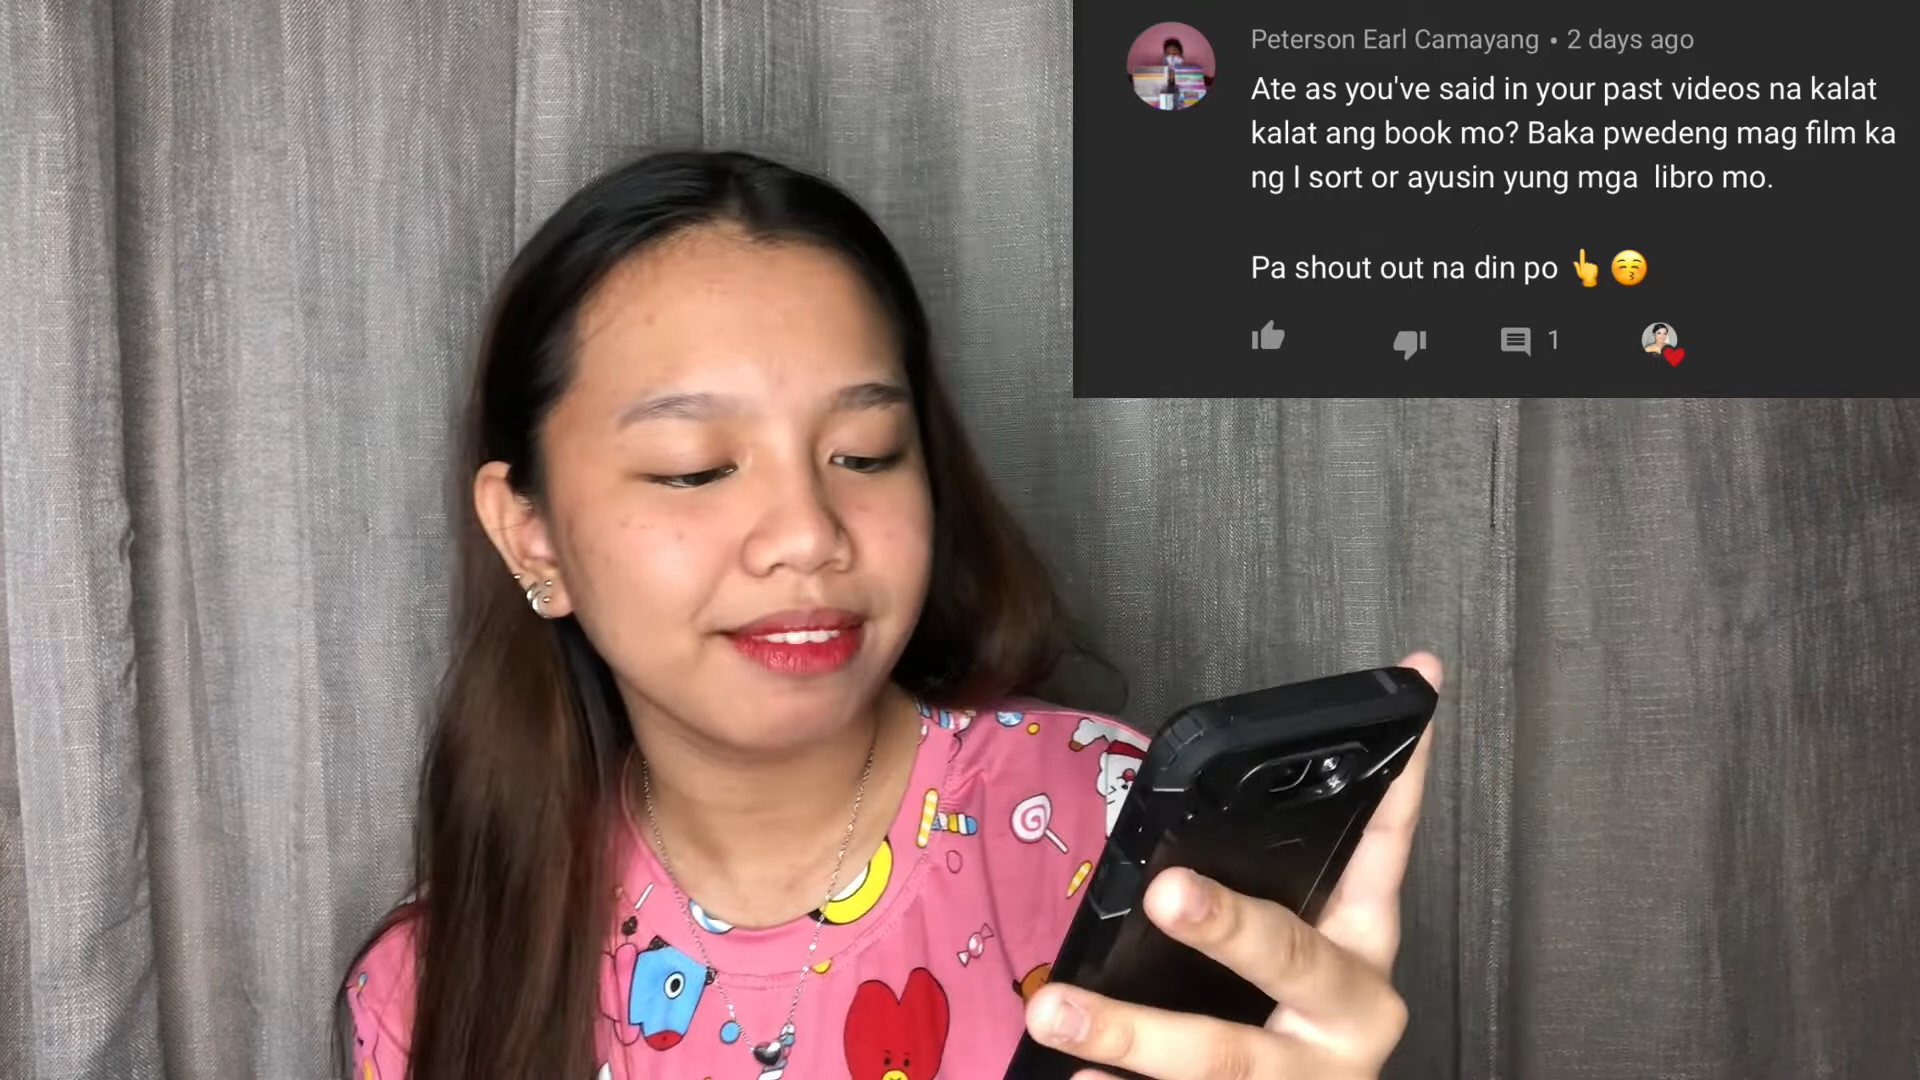 Peterson Earl Camayang • 2 days ago
Ate as you've said in your past videos na kalat
kalat ang book mo? Baka pwedeng mag film ka
ng I sort or ayusin yung mga libro mo.
Pa shout out na din po 👆😚
1